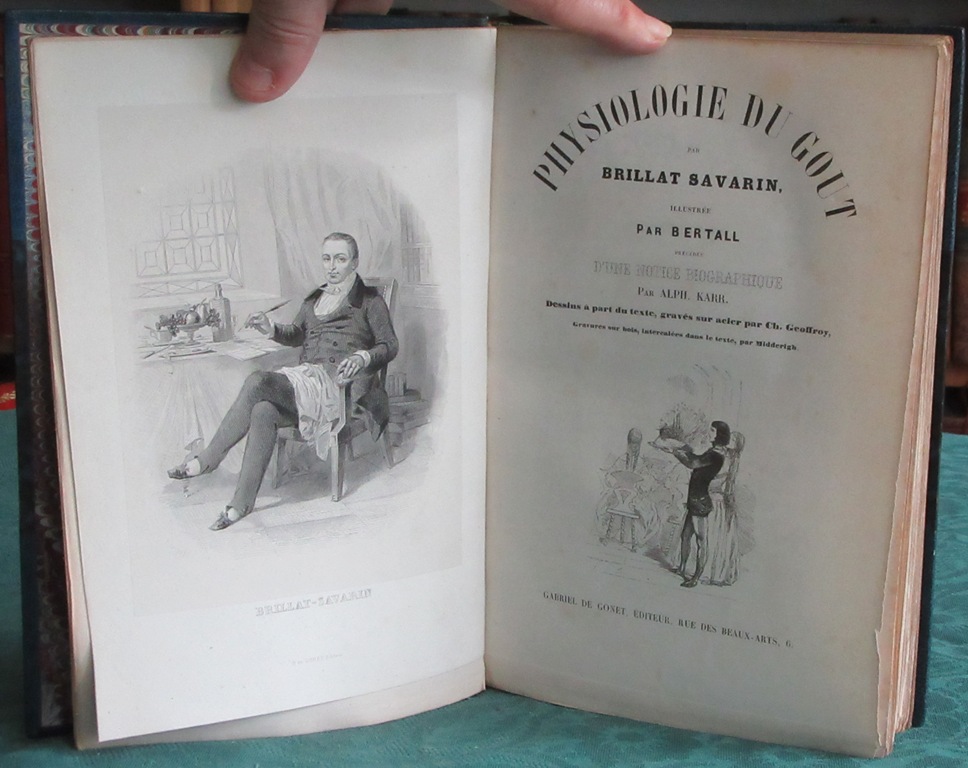 BRILLAT-SAVARIN
PHYSIOLOGIE DU GOUT
PAR
BRILLAT SAVARIN,
ILLUSTRÉE
PAR BERTALL
PRÉCÉDÉE
D'UNE NOTICE BIOGRAPHIQUE
PAR ALPH. KARR.
Dessins à part du texte, gravés sur acier par Ch. Geoffroy,
Gravures sur bois, intercalées dans le texte, par Midderigh.
GABRIEL DE GONET, ÉDITEUR, RUE DES BEAUX-ARTS, 6.